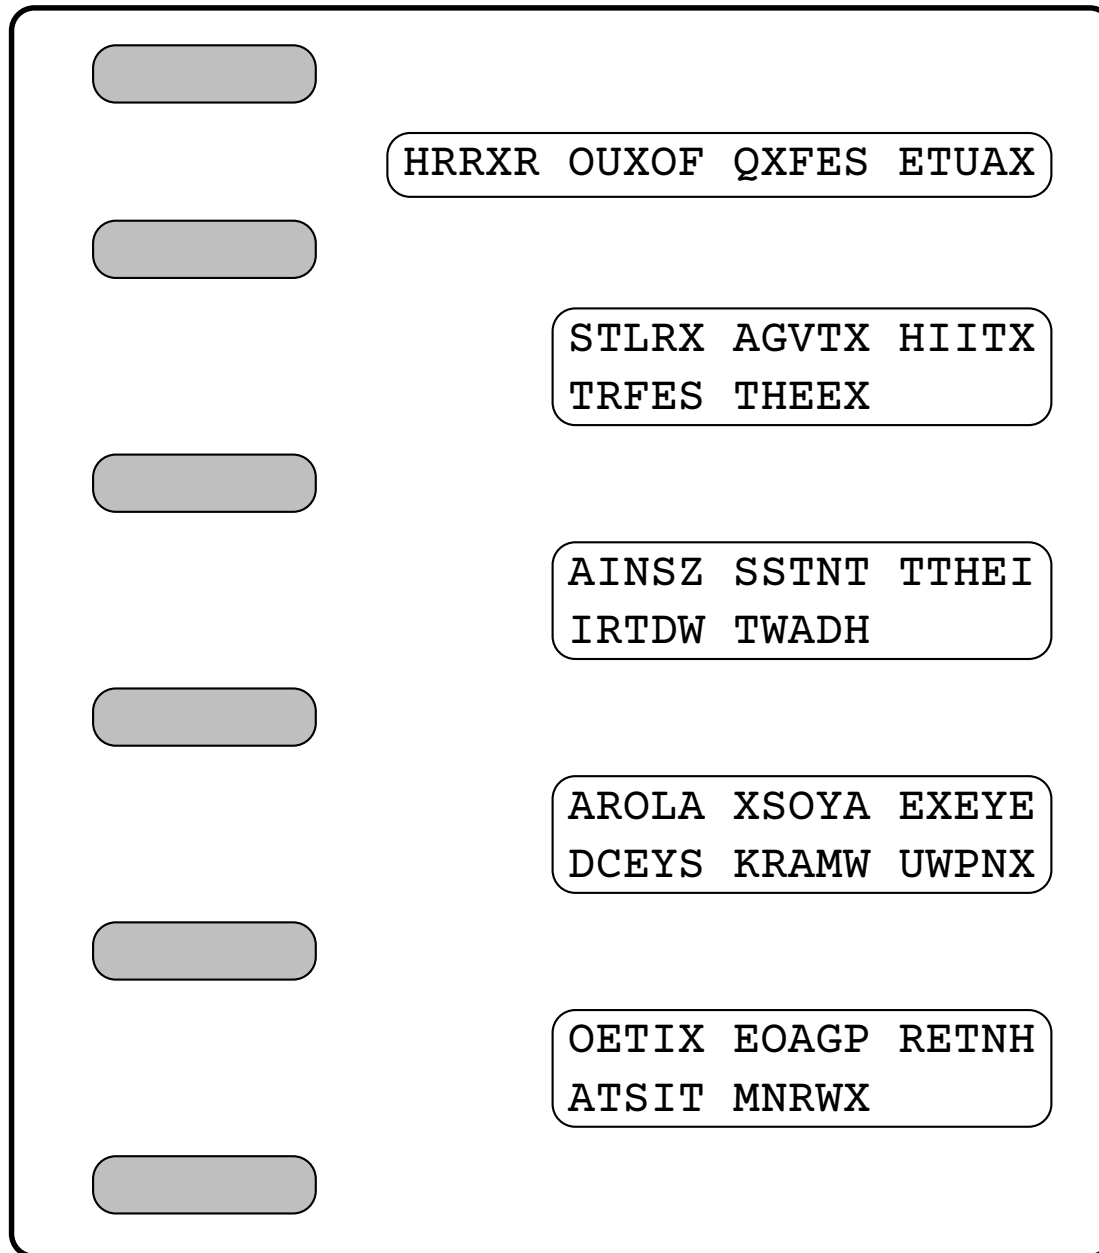 HRRXR OUXOF QXFES ETUAX
STLRX AGVTX HIITX
TRFES THEEX
AINSZ SSTNT TTHEI
IRTDW TWADH
AROLA XSOYA EXEYE
DCEYS KRAMW UWPNX
OETIX EOAGP RETNH
ATSIT MNRWX